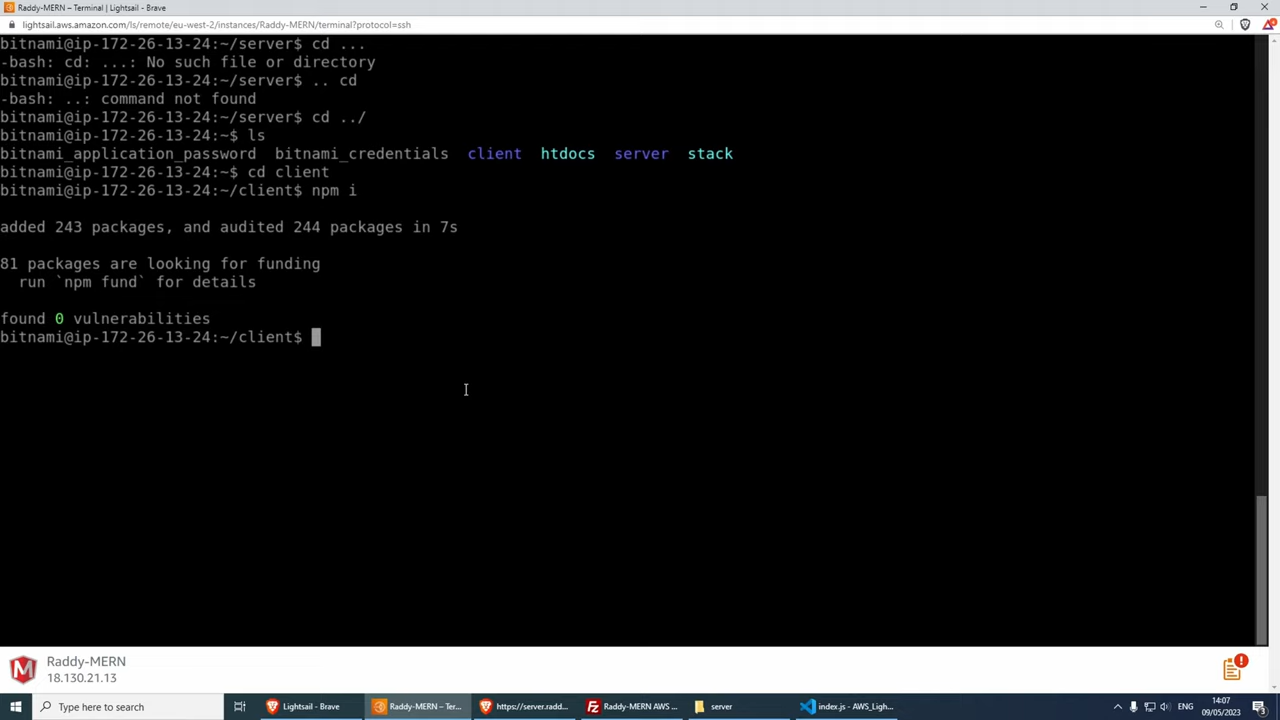 Raddy-MERN – Terminal | Lightsail - Brave
lightsail.aws.amazon.com/ls/remote/eu-west-2/instances/Raddy-MERN/terminal?protocol=ssh
bitnami@ip-172-26-13-24:~/server$ cd ...
-bash: cd: ...: No such file or directory
bitnami@ip-172-26-13-24:~/server$ .. cd
-bash: ..: command not found
bitnami@ip-172-26-13-24:~/server$ cd ../
bitnami@ip-172-26-13-24:~$ ls
bitnami_application_password bitnami_credentials client htdocs server stack
bitnami@ip-172-26-13-24:~$ cd client
bitnami@ip-172-26-13-24:~/client$ npm i
added 243 packages, and audited 244 packages in 7s
81 packages are looking for funding
run `npm fund` for details
found 0 vulnerabilities
bitnami@ip-172-26-13-24:~/client$
Raddy-MERN
18.130.21.13
Type here to search
Lightsail - Brave
Raddy-MERN – Ter...
https://server.radd...
Raddy-MERN AWS ...
server
index.js - AWS_Ligh...
ENG
14:07
09/05/2023
3